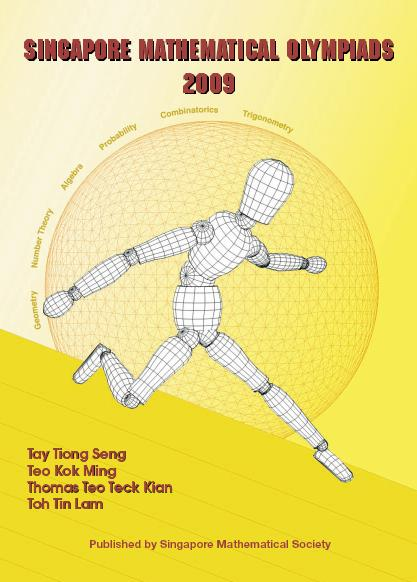 SINGAPORE MATHEMATICAL OLYMPIADS
2009
Geometry
Number Theory
Algebra
Probability
Combinatorics
Trigonometry
Tay Tiong Seng
Teo Kok Ming
Thomas Teo Teck Kian
Toh Tin Lam
Published by Singapore Mathematical Society